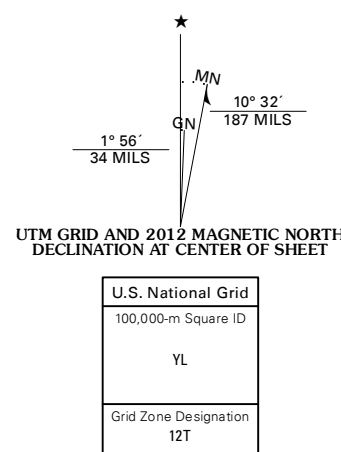 ★
MN
10° 32´
187 MILS
GN
1° 56´
34 MILS
UTM GRID AND 2012 MAGNETIC NORTH
DECLINATION AT CENTER OF SHEET
U.S. National Grid
100,000-m Square ID
YL
Grid Zone Designation
12T